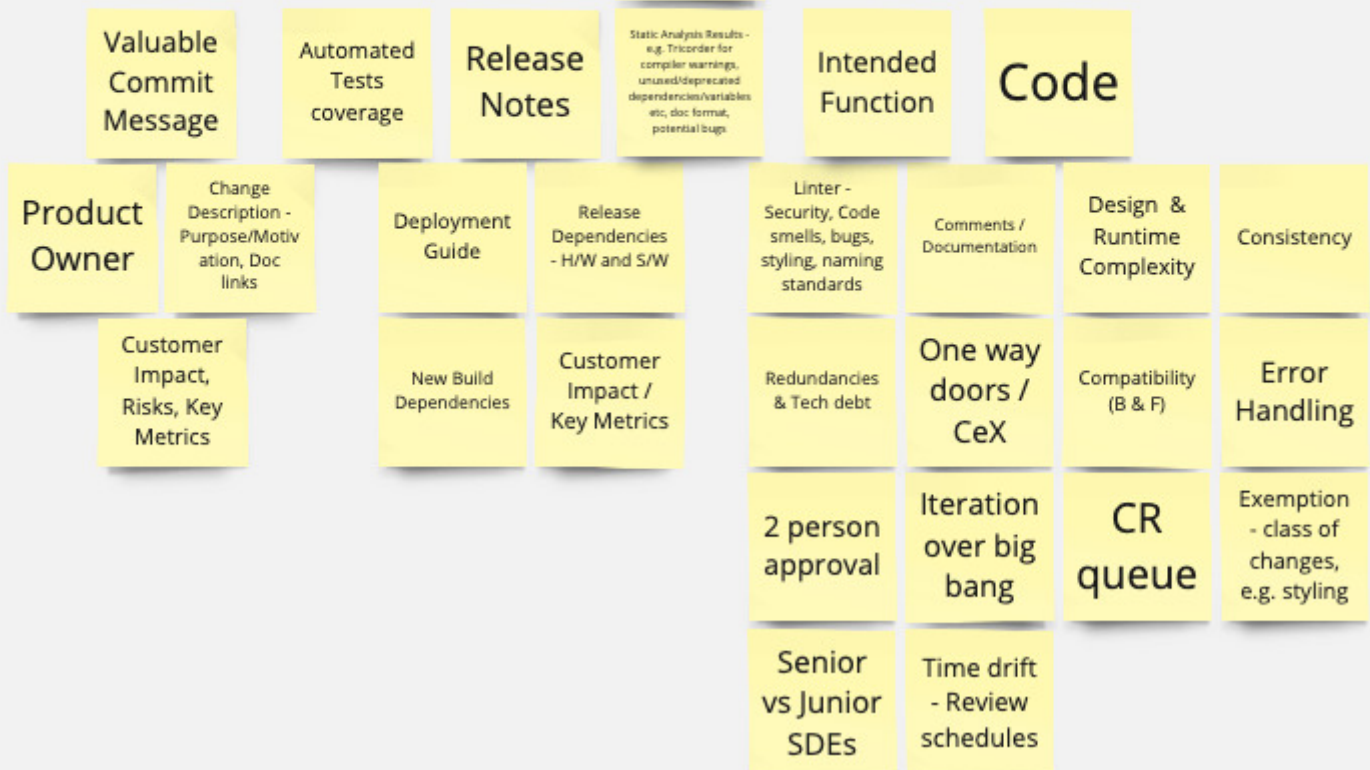 Valuable
Commit
Message
Automated
Tests
coverage
Release
Notes
Static Analysis Results -
e.g. Tricorder for
compiler warnings,
unused/deprecated
dependencies/variables
etc, doc format,
potential bugs
Intended
Function
Code
Product
Owner
Change
Description -
Purpose/Motiv
ation, Doc
links
Deployment
Guide
Release
Dependencies
- H/W and S/W
Linter -
Security, Code
smells, bugs,
styling, naming
standards
Comments /
Documentation
Design &
Runtime
Complexity
Consistency
Customer
Impact,
Risks, Key
Metrics
New Build
Dependencies
Customer
Impact /
Key Metrics
Redundancies
& Tech debt
One way
doors /
CeX
Compatibility
(B & F)
Error
Handling
2 person
approval
Iteration
over big
bang
CR
queue
Exemption
- class of
changes,
e.g. styling
Senior
vs Junior
SDEs
Time drift
- Review
schedules